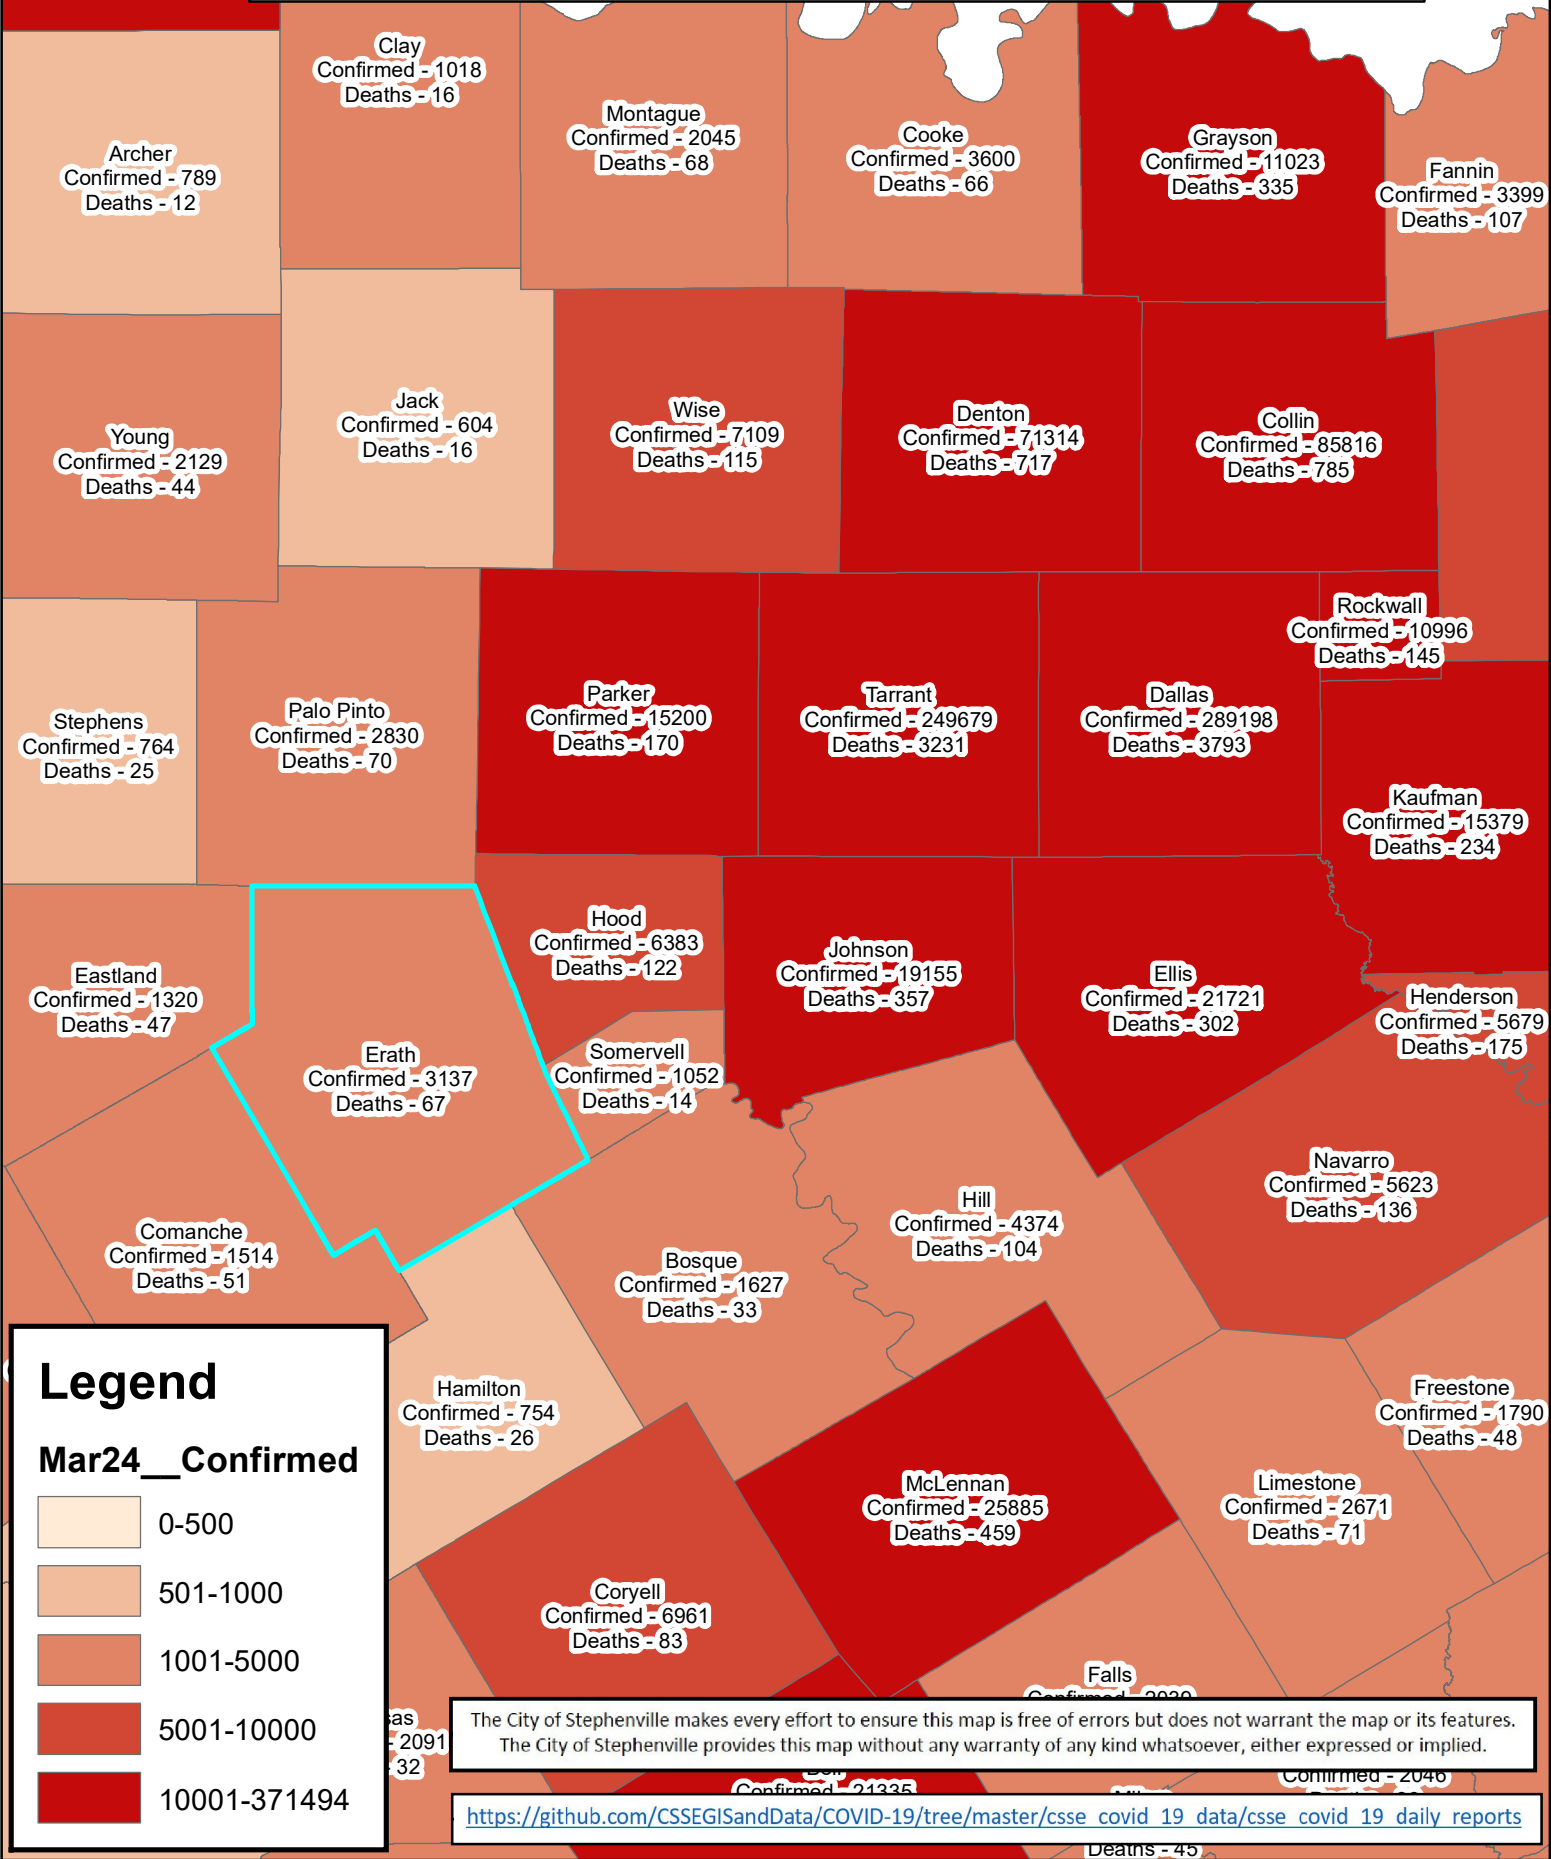 Clay
Confirmed - 1018
Deaths - 16
Montague
Confirmed - 2045
Deaths - 68
Cooke
Confirmed - 3600
Deaths - 66
Grayson
Confirmed - 11023
Deaths - 335
Archer
Confirmed - 789
Deaths - 12
Fannin
Confirmed - 3399
Deaths - 107
Young
Confirmed - 2129
Deaths - 44
Jack
Confirmed - 604
Deaths - 16
Wise
Confirmed - 7109
Deaths - 115
Denton
Confirmed - 71314
Deaths - 717
Collin
Confirmed - 85816
Deaths - 785
Rockwall
Confirmed - 10996
Deaths - 145
Stephens
Confirmed - 764
Deaths - 25
Palo Pinto
Confirmed - 2830
Deaths - 70
Parker
Confirmed - 15200
Deaths - 170
Tarrant
Confirmed - 249679
Deaths - 3231
Dallas
Confirmed - 289198
Deaths - 3793
Kaufman
Confirmed - 15379
Deaths - 234
Eastland
Confirmed - 1320
Deaths - 47
Erath
Confirmed - 3137
Deaths - 67
Hood
Confirmed - 6383
Deaths - 122
Somervell
Confirmed - 1052
Deaths - 14
Johnson
Confirmed - 19155
Deaths - 357
Ellis
Confirmed - 21721
Deaths - 302
Henderson
Confirmed - 5679
Deaths - 175
Navarro
Confirmed - 5623
Deaths - 136
Hill
Confirmed - 4374
Deaths - 104
Comanche
Confirmed - 1514
Deaths - 51
Bosque
Confirmed - 1627
Deaths - 33
Hamilton
Confirmed - 754
Deaths - 26
Freestone
Confirmed - 1790
Deaths - 48
McLennan
Confirmed - 25885
Deaths - 459
Limestone
Confirmed - 2671
Deaths - 71
Coryell
Confirmed - 6961
Deaths - 83
Falls
sas
- 2091
- 32
Confirmed - 21335
Confirmed - 2046
Deaths - 45
Legend
Mar24__Confirmed
0-500
501-1000
1001-5000
5001-10000
10001-371494
The City of Stephenville makes every effort to ensure this map is free of errors but does not warrant the map or its features.
The City of Stephenville provides this map without any warranty of any kind whatsoever, either expressed or implied.
https://github.com/CSSEGISandData/COVID-19/tree/master/csse_covid_19_data/csse_covid_19_daily_reports